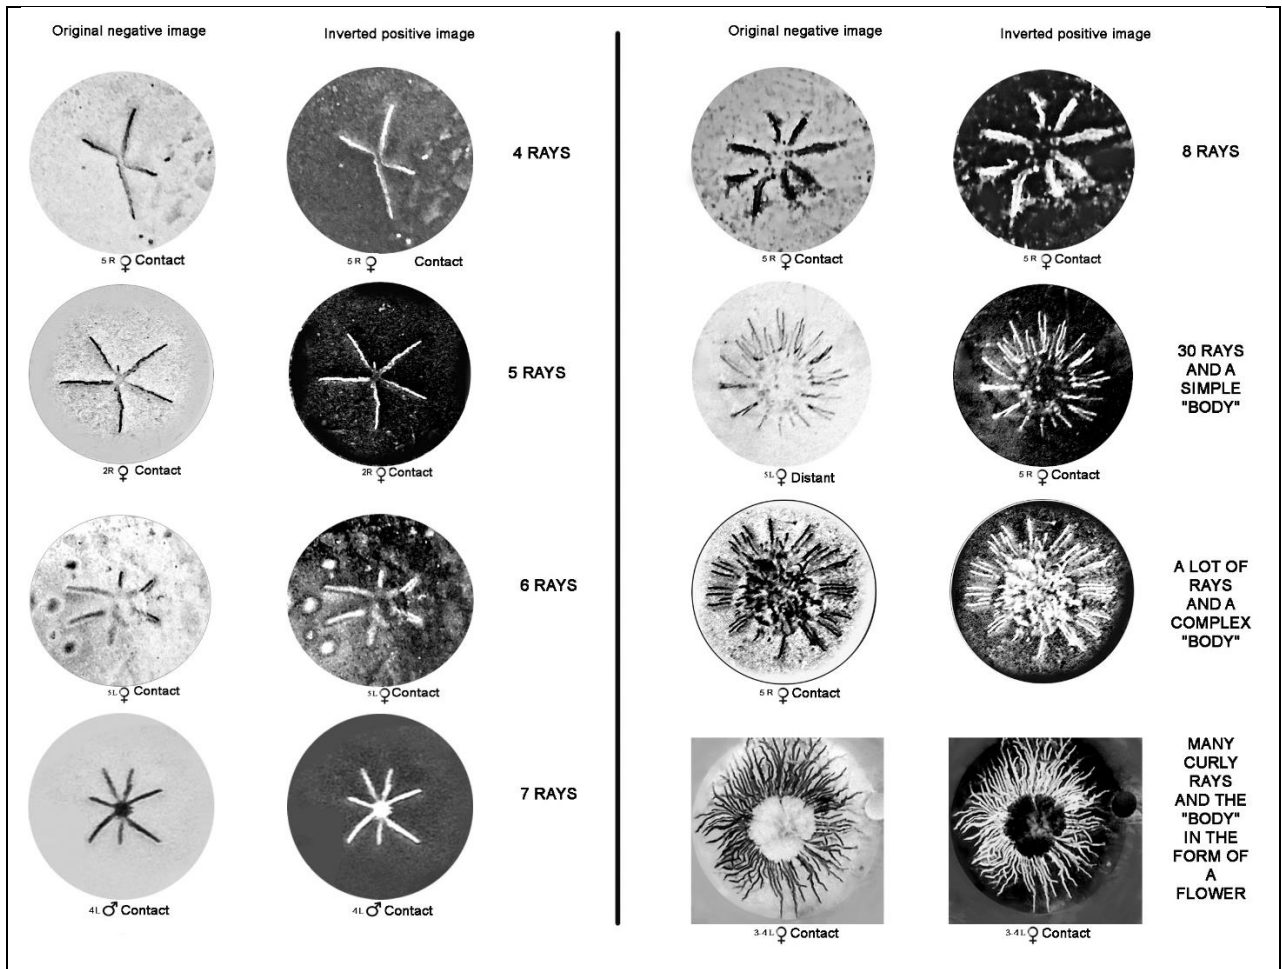 Original negative image
Inverted positive image
5 R ♀ Contact
5 R ♀ Contact
4 RAYS
2R ♀ Contact
2R ♀ Contact
5 RAYS
5L ♀ Contact
5L ♀ Contact
6 RAYS
4L ♂ Contact
4L ♂ Contact
7 RAYS
Original negative image
Inverted positive image
5 R ♀ Contact
5 R ♀ Contact
8 RAYS
5L ♀ Distant
5 R ♀ Contact
30 RAYS
AND A
SIMPLE
"BODY"
5 R ♀ Contact
A LOT OF
RAYS
AND A
COMPLEX
"BODY"
3-4 L ♀ Contact
3-4 L ♀ Contact
MANY
CURLY
RAYS
AND THE
"BODY"
IN THE
FORM OF
A
FLOWER